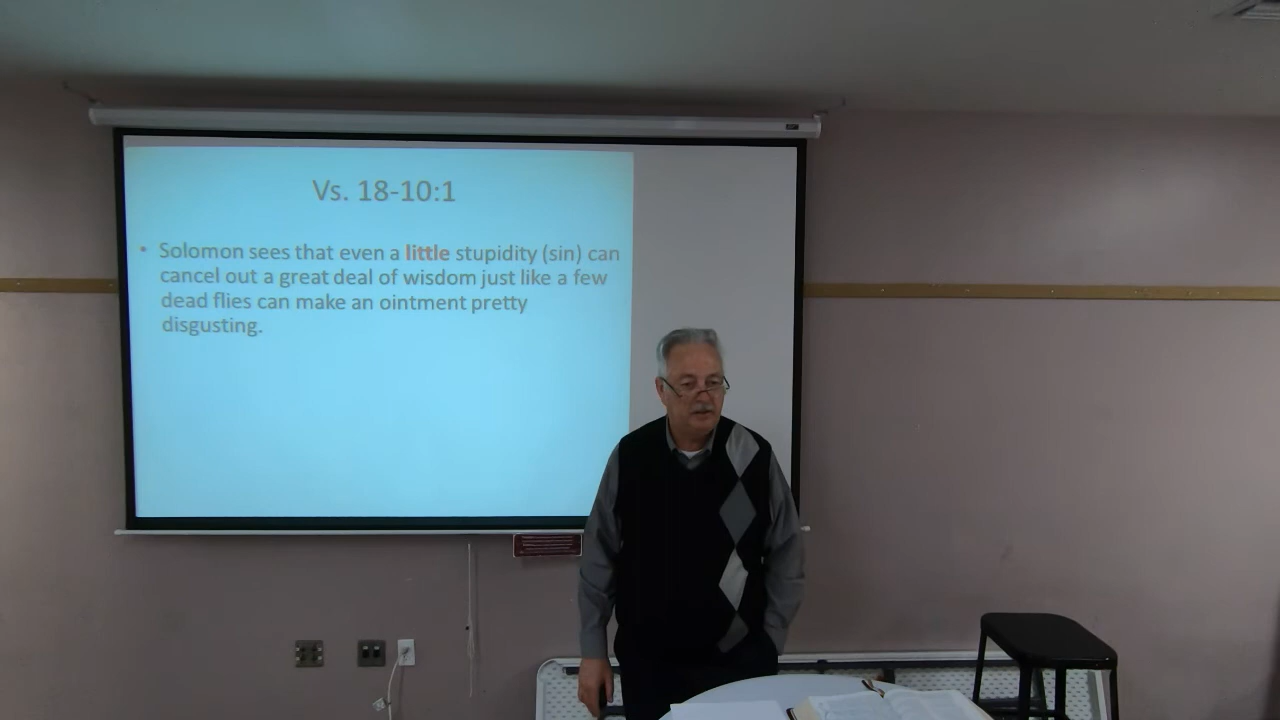 Vs. 18-10:1
• Solomon sees that even a little stupidity (sin) can
cancel out a great deal of wisdom just like a few
dead flies can make an ointment pretty
disgusting.